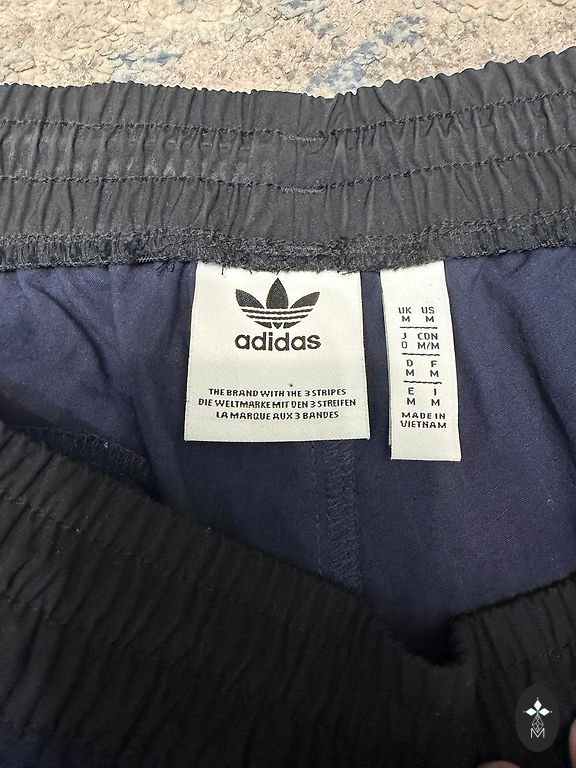 adidas
THE BRAND WITH THE 3 STRIPES
DIE WELTMARKE MIT DEN 3 STREIFEN
LA MARQUE AUX 3 BANDES
UK US
M M
J CDN
O M/M
D F
M M
E I
M M
MADE IN
VIETNAM
M